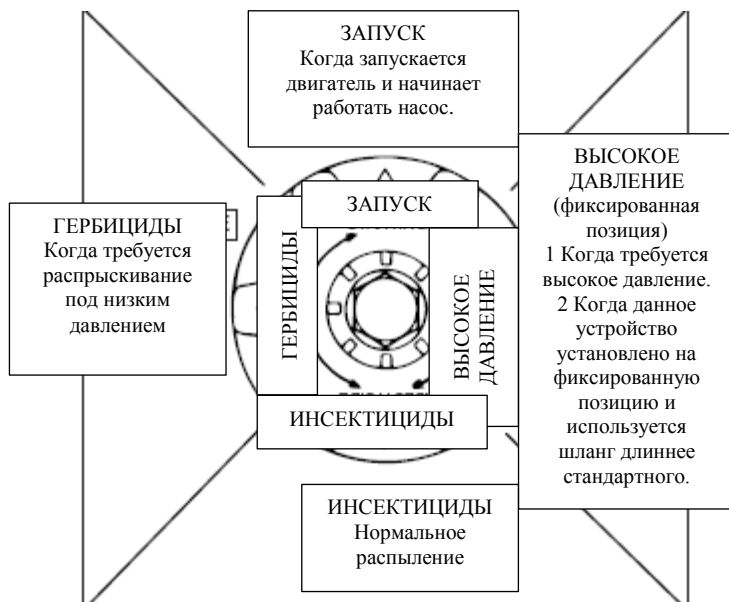 ЗАПУСК
Когда запускается
двигатель и начинает
работать насос.
ВЫСОКОЕ
ДАВЛЕНИЕ
(фиксированная
позиция)
1 Когда требуется
высокое давление.
2 Когда данное
устройство
установлено на
фиксированную
позицию и
используется
шланг длиннее
стандартного.
ГЕРБИЦИДЫ
Когда требуется
распрыскивание
под низким
давлением
ЗАПУСК
ГЕРБИЦИДЫ
ВЫСОКОЕ
ДАВЛЕНИЕ
ИНСЕКТИЦИДЫ
ИНСЕКТИЦИДЫ
Нормальное
распыление